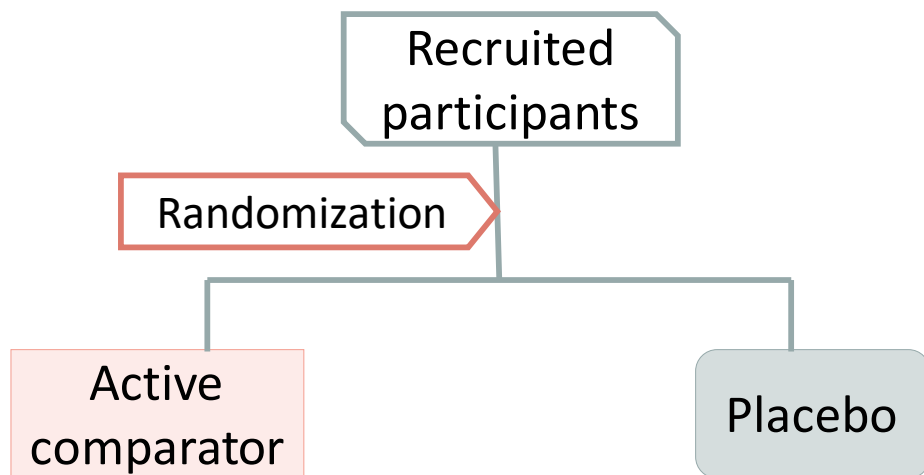 Recruited
participants
Randomization
Active
comparator
Placebo